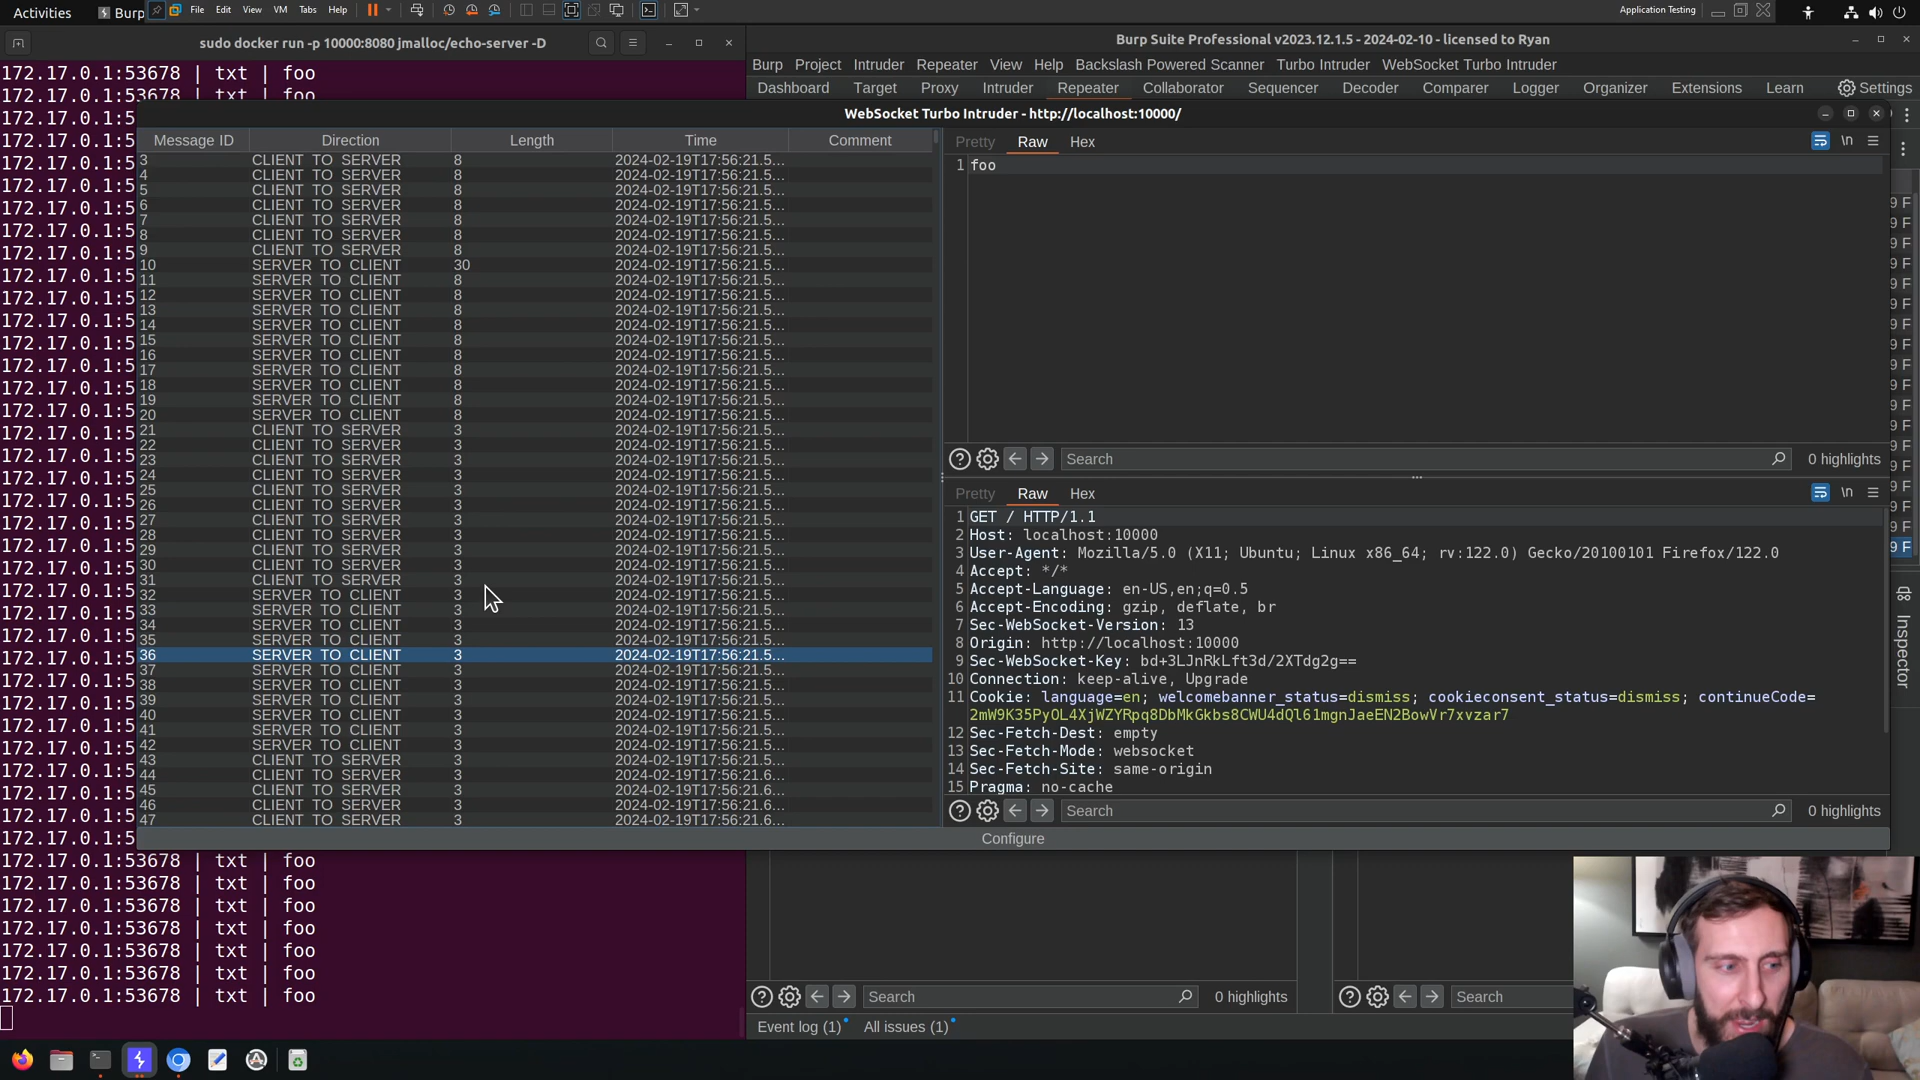 Activities
Burp
File Edit View VM Tabs Help
Application Testing
sudo docker run -p 10000:8080 jmalloc/echo-server -D
Burp Suite Professional v2023.12.1.5 - 2024-02-10 - licensed to Ryan
Burp Project Intruder Repeater View Help Backslash Powered Scanner Turbo Intruder WebSocket Turbo Intruder
Dashboard Target Proxy Intruder Repeater Collaborator Sequencer Decoder Comparer Logger Organizer Extensions Learn Settings
172.17.0.1:53678 | txt | foo
172.17.0.1:53678 | txt | foo
WebSocket Turbo Intruder - http://localhost:10000/
Message ID Direction Length Time Comment
3 CLIENT TO SERVER 8 2024-02-19T17:56:21.5...
4 CLIENT TO SERVER 8 2024-02-19T17:56:21.5...
5 CLIENT TO SERVER 8 2024-02-19T17:56:21.5...
6 CLIENT TO SERVER 8 2024-02-19T17:56:21.5...
7 CLIENT TO SERVER 8 2024-02-19T17:56:21.5...
8 CLIENT TO SERVER 8 2024-02-19T17:56:21.5...
9 CLIENT TO SERVER 8 2024-02-19T17:56:21.5...
10 SERVER TO CLIENT 30 2024-02-19T17:56:21.5...
11 SERVER TO CLIENT 8 2024-02-19T17:56:21.5...
12 SERVER TO CLIENT 8 2024-02-19T17:56:21.5...
13 SERVER TO CLIENT 8 2024-02-19T17:56:21.5...
14 SERVER TO CLIENT 8 2024-02-19T17:56:21.5...
15 SERVER TO CLIENT 8 2024-02-19T17:56:21.5...
16 SERVER TO CLIENT 8 2024-02-19T17:56:21.5...
17 SERVER TO CLIENT 8 2024-02-19T17:56:21.5...
18 SERVER TO CLIENT 8 2024-02-19T17:56:21.5...
19 SERVER TO CLIENT 8 2024-02-19T17:56:21.5...
20 SERVER TO CLIENT 8 2024-02-19T17:56:21.5...
21 CLIENT TO SERVER 3 2024-02-19T17:56:21.5...
22 CLIENT TO SERVER 3 2024-02-19T17:56:21.5...
23 CLIENT TO SERVER 3 2024-02-19T17:56:21.5...
24 CLIENT TO SERVER 3 2024-02-19T17:56:21.5...
25 CLIENT TO SERVER 3 2024-02-19T17:56:21.5...
26 CLIENT TO SERVER 3 2024-02-19T17:56:21.5...
27 CLIENT TO SERVER 3 2024-02-19T17:56:21.5...
28 CLIENT TO SERVER 3 2024-02-19T17:56:21.5...
29 CLIENT TO SERVER 3 2024-02-19T17:56:21.5...
30 CLIENT TO SERVER 3 2024-02-19T17:56:21.5...
31 CLIENT TO SERVER 3 2024-02-19T17:56:21.5...
32 SERVER TO CLIENT 3 2024-02-19T17:56:21.5...
33 SERVER TO CLIENT 3 2024-02-19T17:56:21.5...
34 SERVER TO CLIENT 3 2024-02-19T17:56:21.5...
35 SERVER TO CLIENT 3 2024-02-19T17:56:21.5...
36 SERVER TO CLIENT 3 2024-02-19T17:56:21.5...
37 SERVER TO CLIENT 3 2024-02-19T17:56:21.5...
38 SERVER TO CLIENT 3 2024-02-19T17:56:21.5...
39 SERVER TO CLIENT 3 2024-02-19T17:56:21.5...
40 SERVER TO CLIENT 3 2024-02-19T17:56:21.5...
41 SERVER TO CLIENT 3 2024-02-19T17:56:21.5...
42 SERVER TO CLIENT 3 2024-02-19T17:56:21.5...
43 CLIENT TO SERVER 3 2024-02-19T17:56:21.5...
44 CLIENT TO SERVER 3 2024-02-19T17:56:21.6...
45 CLIENT TO SERVER 3 2024-02-19T17:56:21.6...
46 CLIENT TO SERVER 3 2024-02-19T17:56:21.6...
47 CLIENT TO SERVER 3 2024-02-19T17:56:21.6...
Pretty Raw Hex \n
1 foo
Search 0 highlights
Pretty Raw Hex \n
1 GET / HTTP/1.1
2 Host: localhost:10000
3 User-Agent: Mozilla/5.0 (X11; Ubuntu; Linux x86_64; rv:122.0) Gecko/20100101 Firefox/122.0
4 Accept: */*
5 Accept-Language: en-US,en;q=0.5
6 Accept-Encoding: gzip, deflate, br
7 Sec-WebSocket-Version: 13
8 Origin: http://localhost:10000
9 Sec-WebSocket-Key: bd+3LJnRkLft3d/2XTdg2g==
10 Connection: keep-alive, Upgrade
11 Cookie: language=en; welcomebanner_status=dismiss; cookieconsent_status=dismiss; continueCode=
2mW9K35PyOL4XjWZYRpq8DbMkGkbs8CWU4dQl61mgnJaeEN2BowVr7xvzar7
12 Sec-Fetch-Dest: empty
13 Sec-Fetch-Mode: websocket
14 Sec-Fetch-Site: same-origin
15 Pragma: no-cache
Search 0 highlights
Configure
Inspector
172.17.0.1:53678 | txt | foo
172.17.0.1:53678 | txt | foo
172.17.0.1:53678 | txt | foo
172.17.0.1:53678 | txt | foo
172.17.0.1:53678 | txt | foo
172.17.0.1:53678 | txt | foo
172.17.0.1:53678 | txt | foo
Search 0 highlights
Search
Event log (1) All issues (1)